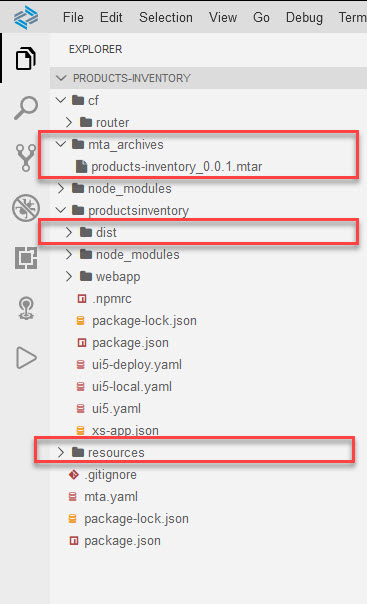 File Edit Selection View Go Debug Term
EXPLORER
PRODUCTS-INVENTORY
cf
router
mta_archives
products-inventory_0.0.1.mtar
node_modules
productsinventory
dist
node_modules
webapp
.npmrc
package-lock.json
package.json
ui5-deploy.yaml
ui5-local.yaml
ui5.yaml
xs-app.json
resources
.gitignore
mta.yaml
package-lock.json
package.json